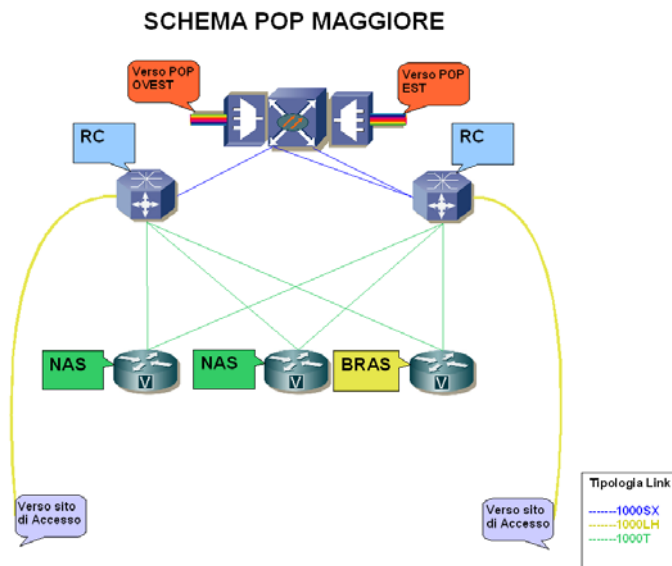 SCHEMA POP MAGGIORE
Verso POP
OVEST
Verso POP
EST
RC
RC
NAS
NAS
BRAS
V
V
V
Verso sito
di Accesso
Verso sito
di Accesso
Tipologia Link
-------1000SX
-------1000LH
-------1000T